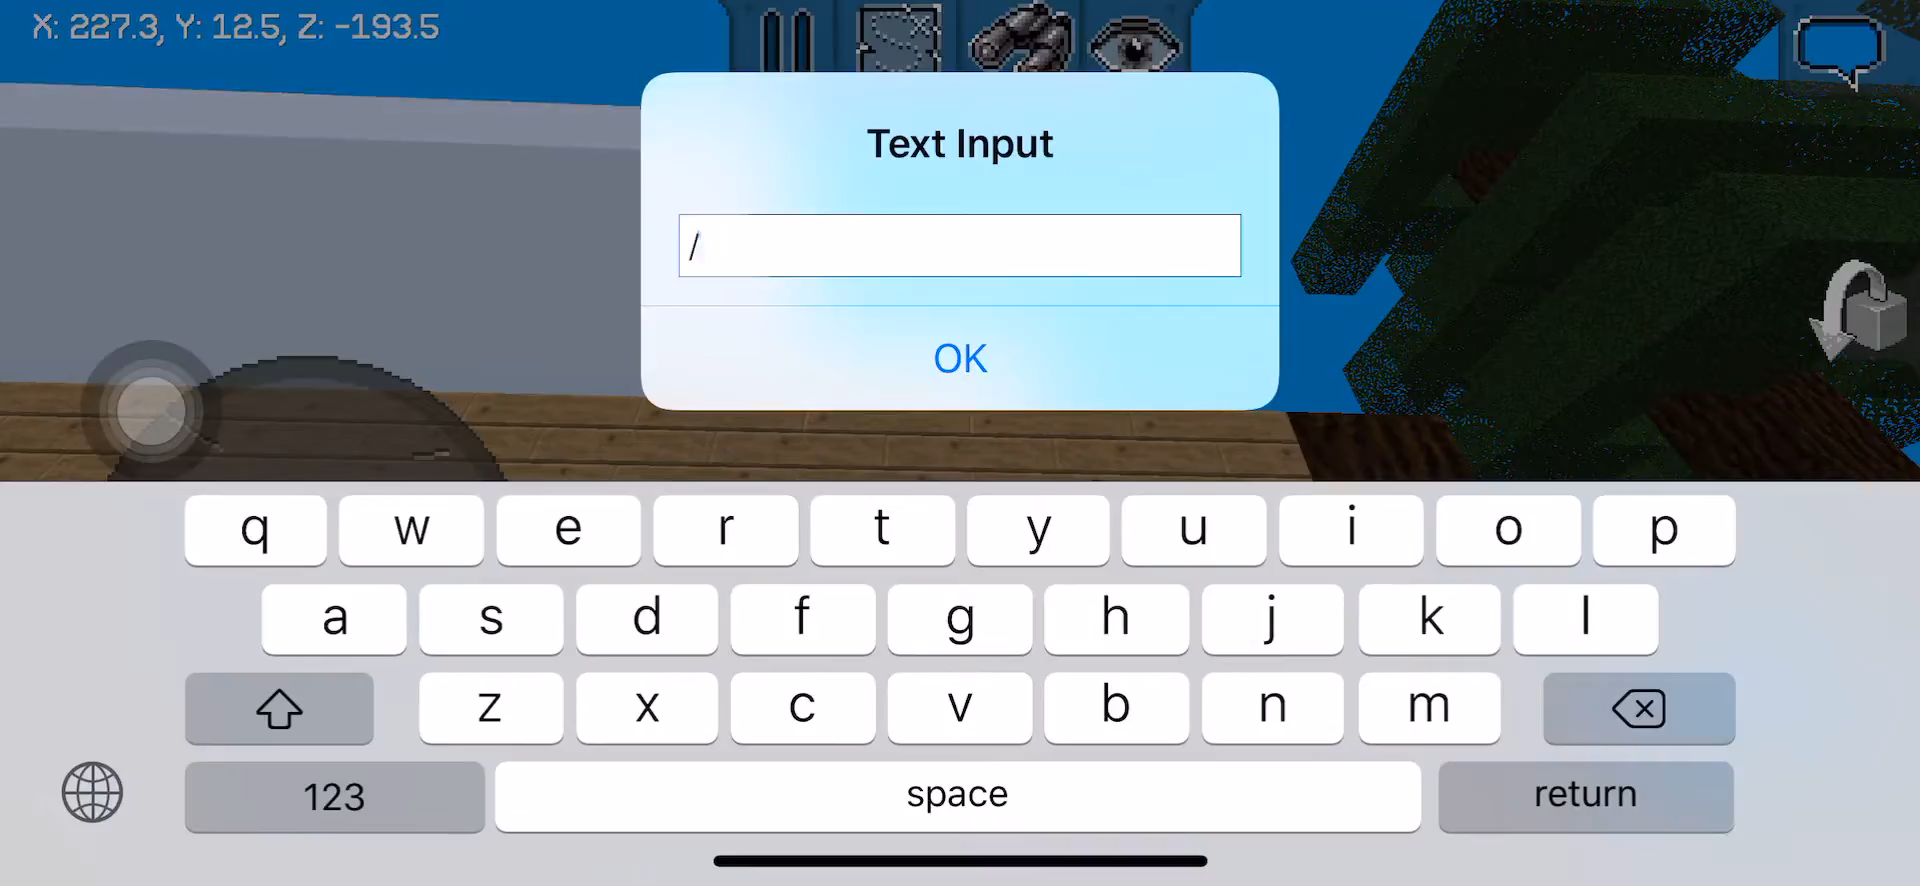 X: 227.3, Y: 12.5, Z: -193.5
Text Input
/
OK
q w e r t y u i o p
a s d f g h j k l
z x c v b n m
123 space return